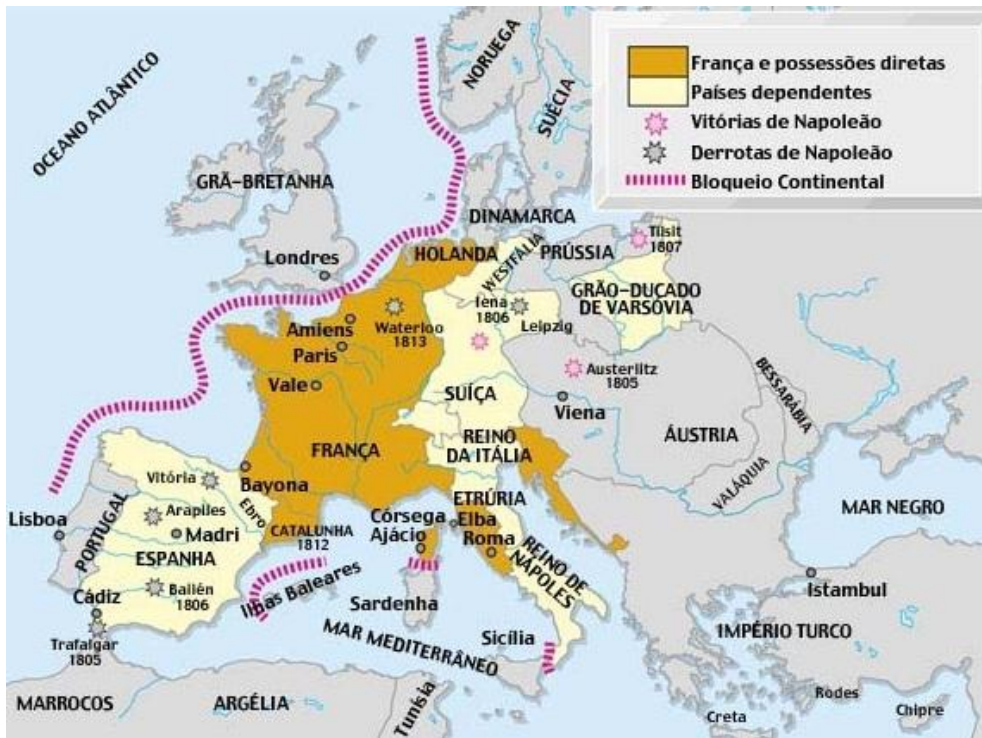 França e possessões diretas
Países dependentes
Vitórias de Napoleão
Derrotas de Napoleão
Bloqueio Continental
OCEANO ATLÂNTICO
NORUEGA
SUÉCIA
GRÃ-BRETANHA
DINAMARCA
Tilsit
1807
Londres
HOLANDA
WESTFÁLIA
PRÚSSIA
GRÃO-DUCADO
DE VARSÓVIA
Amiens
Waterloo
1813
Iena
1806
Leipzig
Paris
Vale
Austerlitz
1805
BESSARÁBIA
SUÍÇA
Viena
ÁUSTRIA
FRANÇA
REINO
DA ITÁLIA
VALÁQUIA
Vitória
Bayona
Ebro
ETRÚRIA
MAR NEGRO
Lisboa
PORTUGAL
Arapiles
Madri
CATALUNHA
1812
Córsega
Ajácio
Elba
Roma
ESPANHA
REINO DE
NÁPOLES
Cádiz
Bailén
1806
Ilhas Baleares
Istambul
Sardenha
Trafalgar
1805
MAR MEDITERRÂNEO
Sicília
IMPÉRIO TURCO
MARROCOS
ARGÉLIA
Tunísia
Rodes
Creta
Chipre